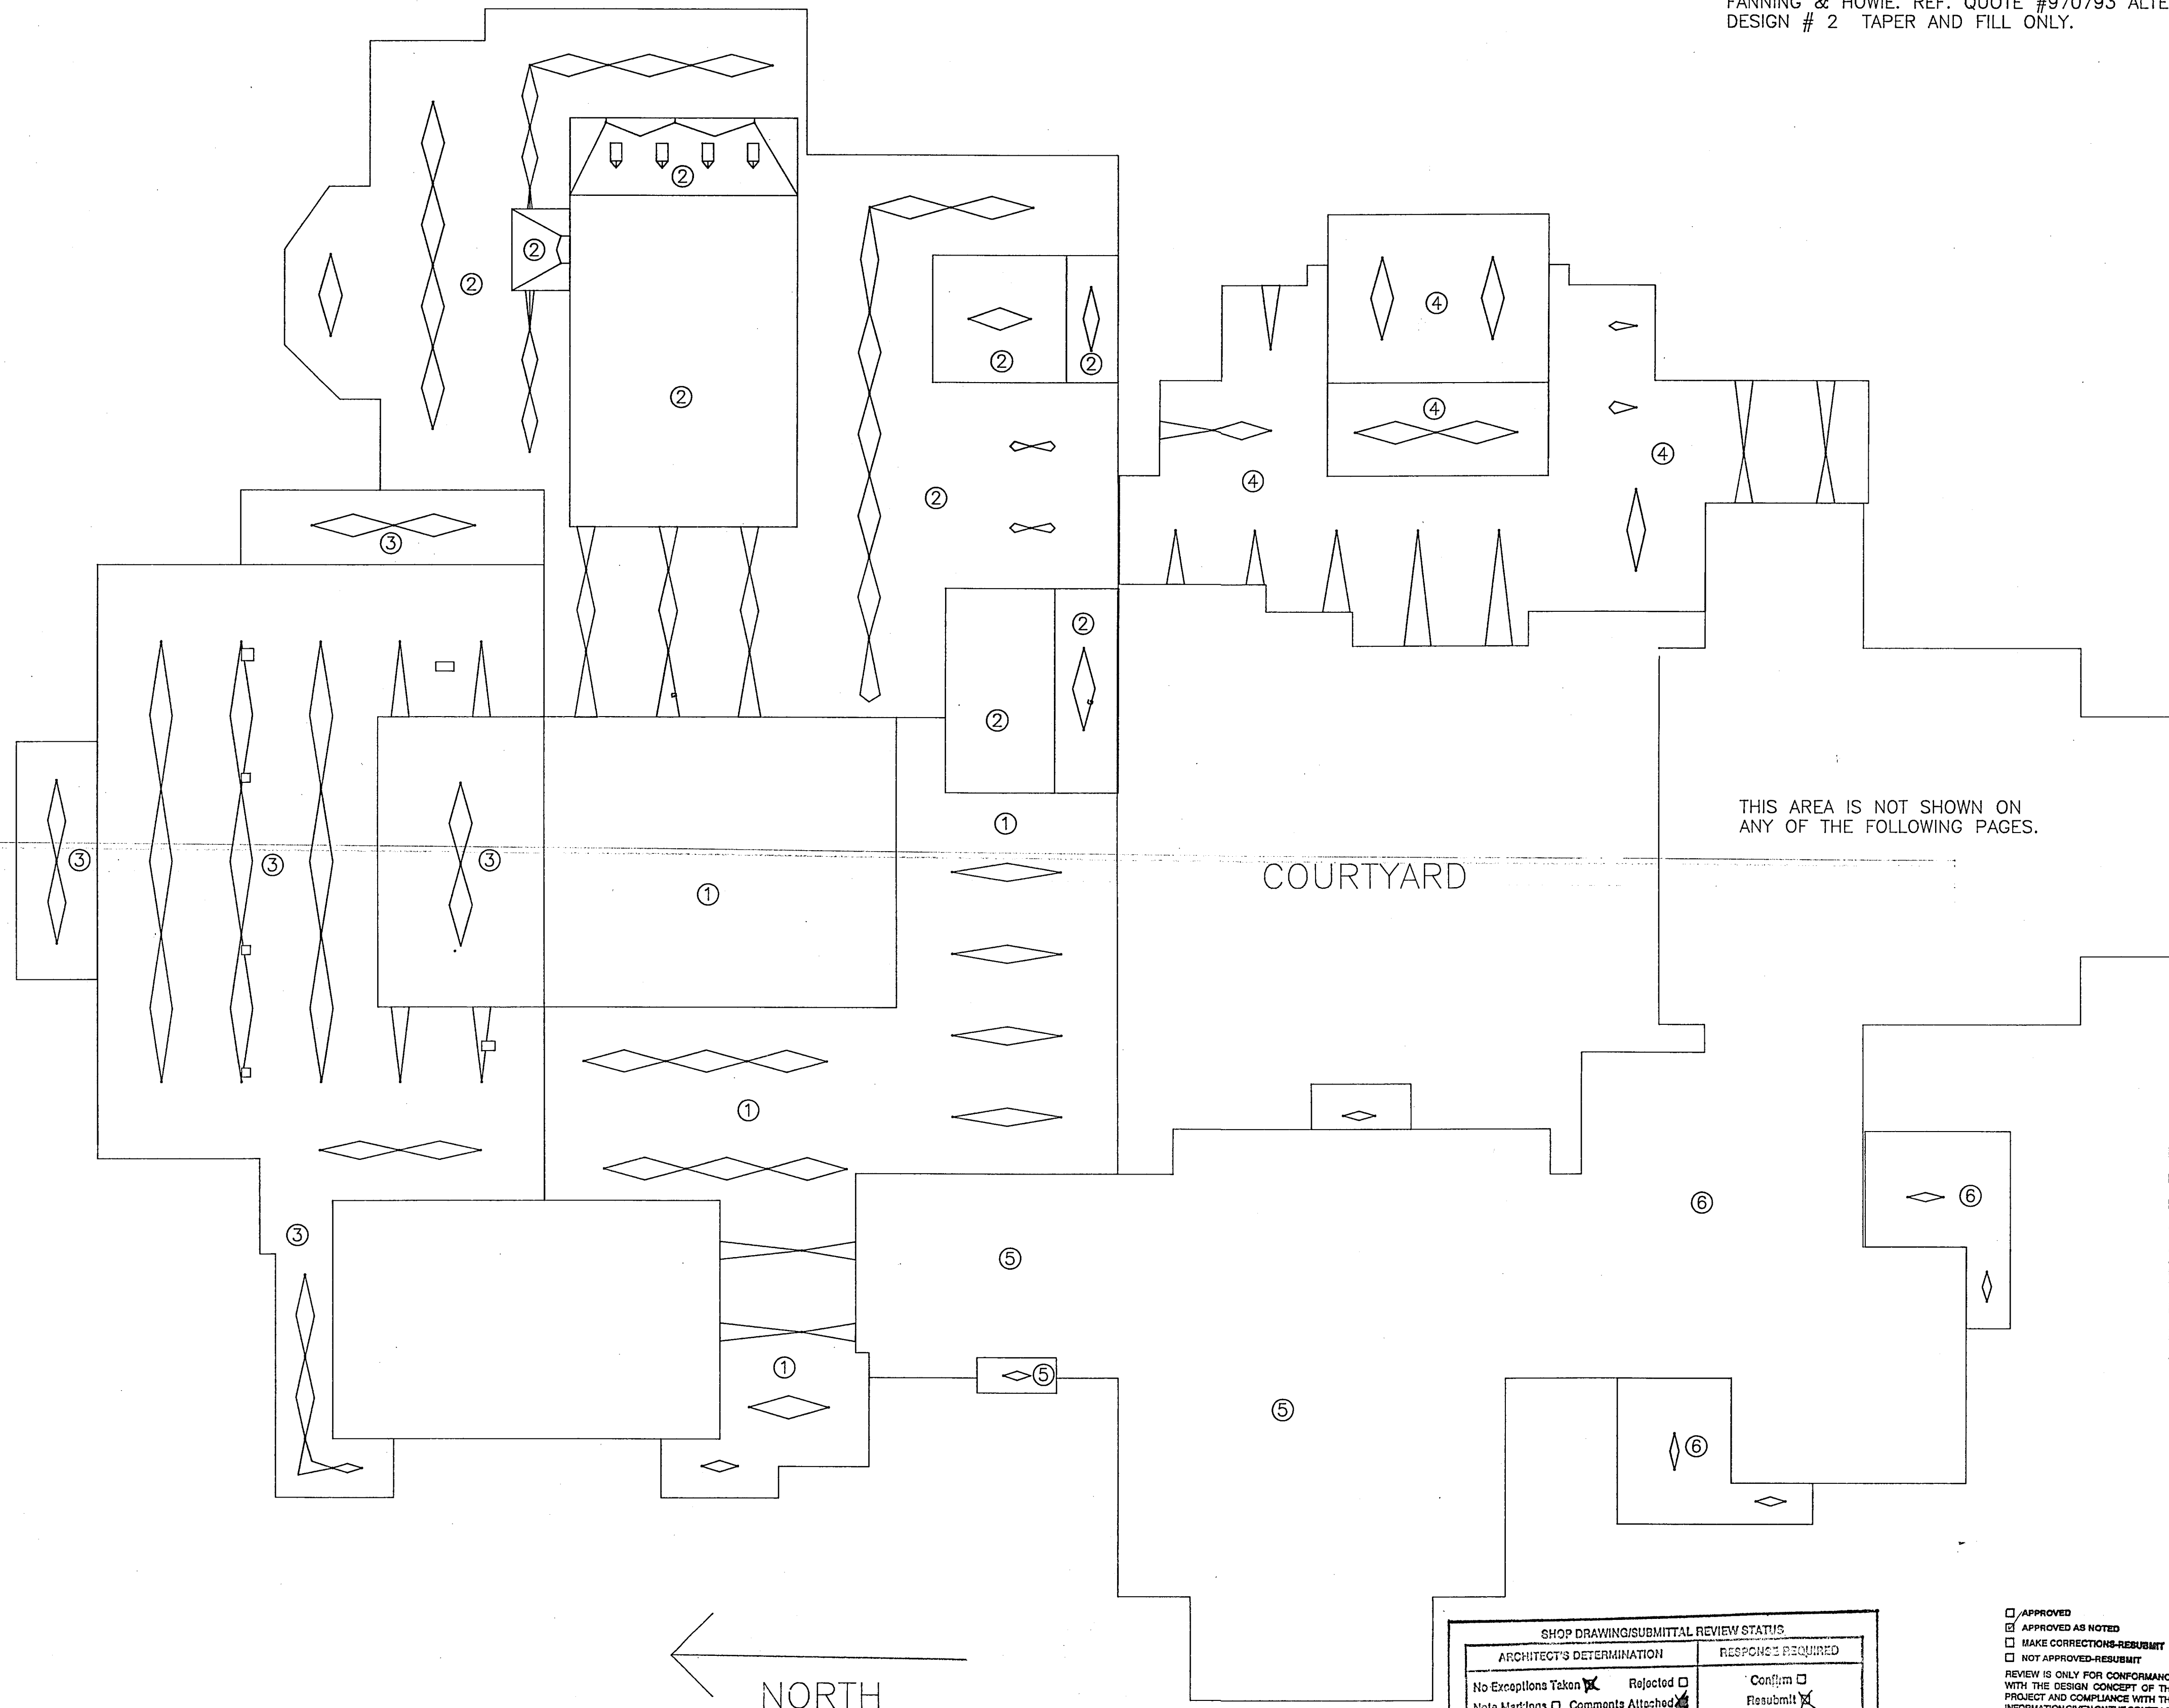 FANNING & HOWIE. REF. QUOTE #970793 ALTE
DESIGN # 2 TAPER AND FILL ONLY.
2
2
2
2
2
2
2
4
4
2
4
4
3
2
2
THIS AREA IS NOT SHOWN ON
ANY OF THE FOLLOWING PAGES.
1
3
3
3
COURTYARD
1
1
6
6
3
5
1
5
5
6
NORTH
SHOP DRAWING/SUBMITTAL REVIEW STATUS
ARCHITECT'S DETERMINATION
RESPONSE REQUIRED
No Exceptions Taken
Rejected
Confirm
Note Markings
Comments Attached
Resubmit
APPROVED
APPROVED AS NOTED
MAKE CORRECTIONS-RESUBMIT
NOT APPROVED-RESUBMIT
REVIEW IS ONLY FOR CONFORMANC
WITH THE DESIGN CONCEPT OF TH
PROJECT AND COMPLIANCE WITH T